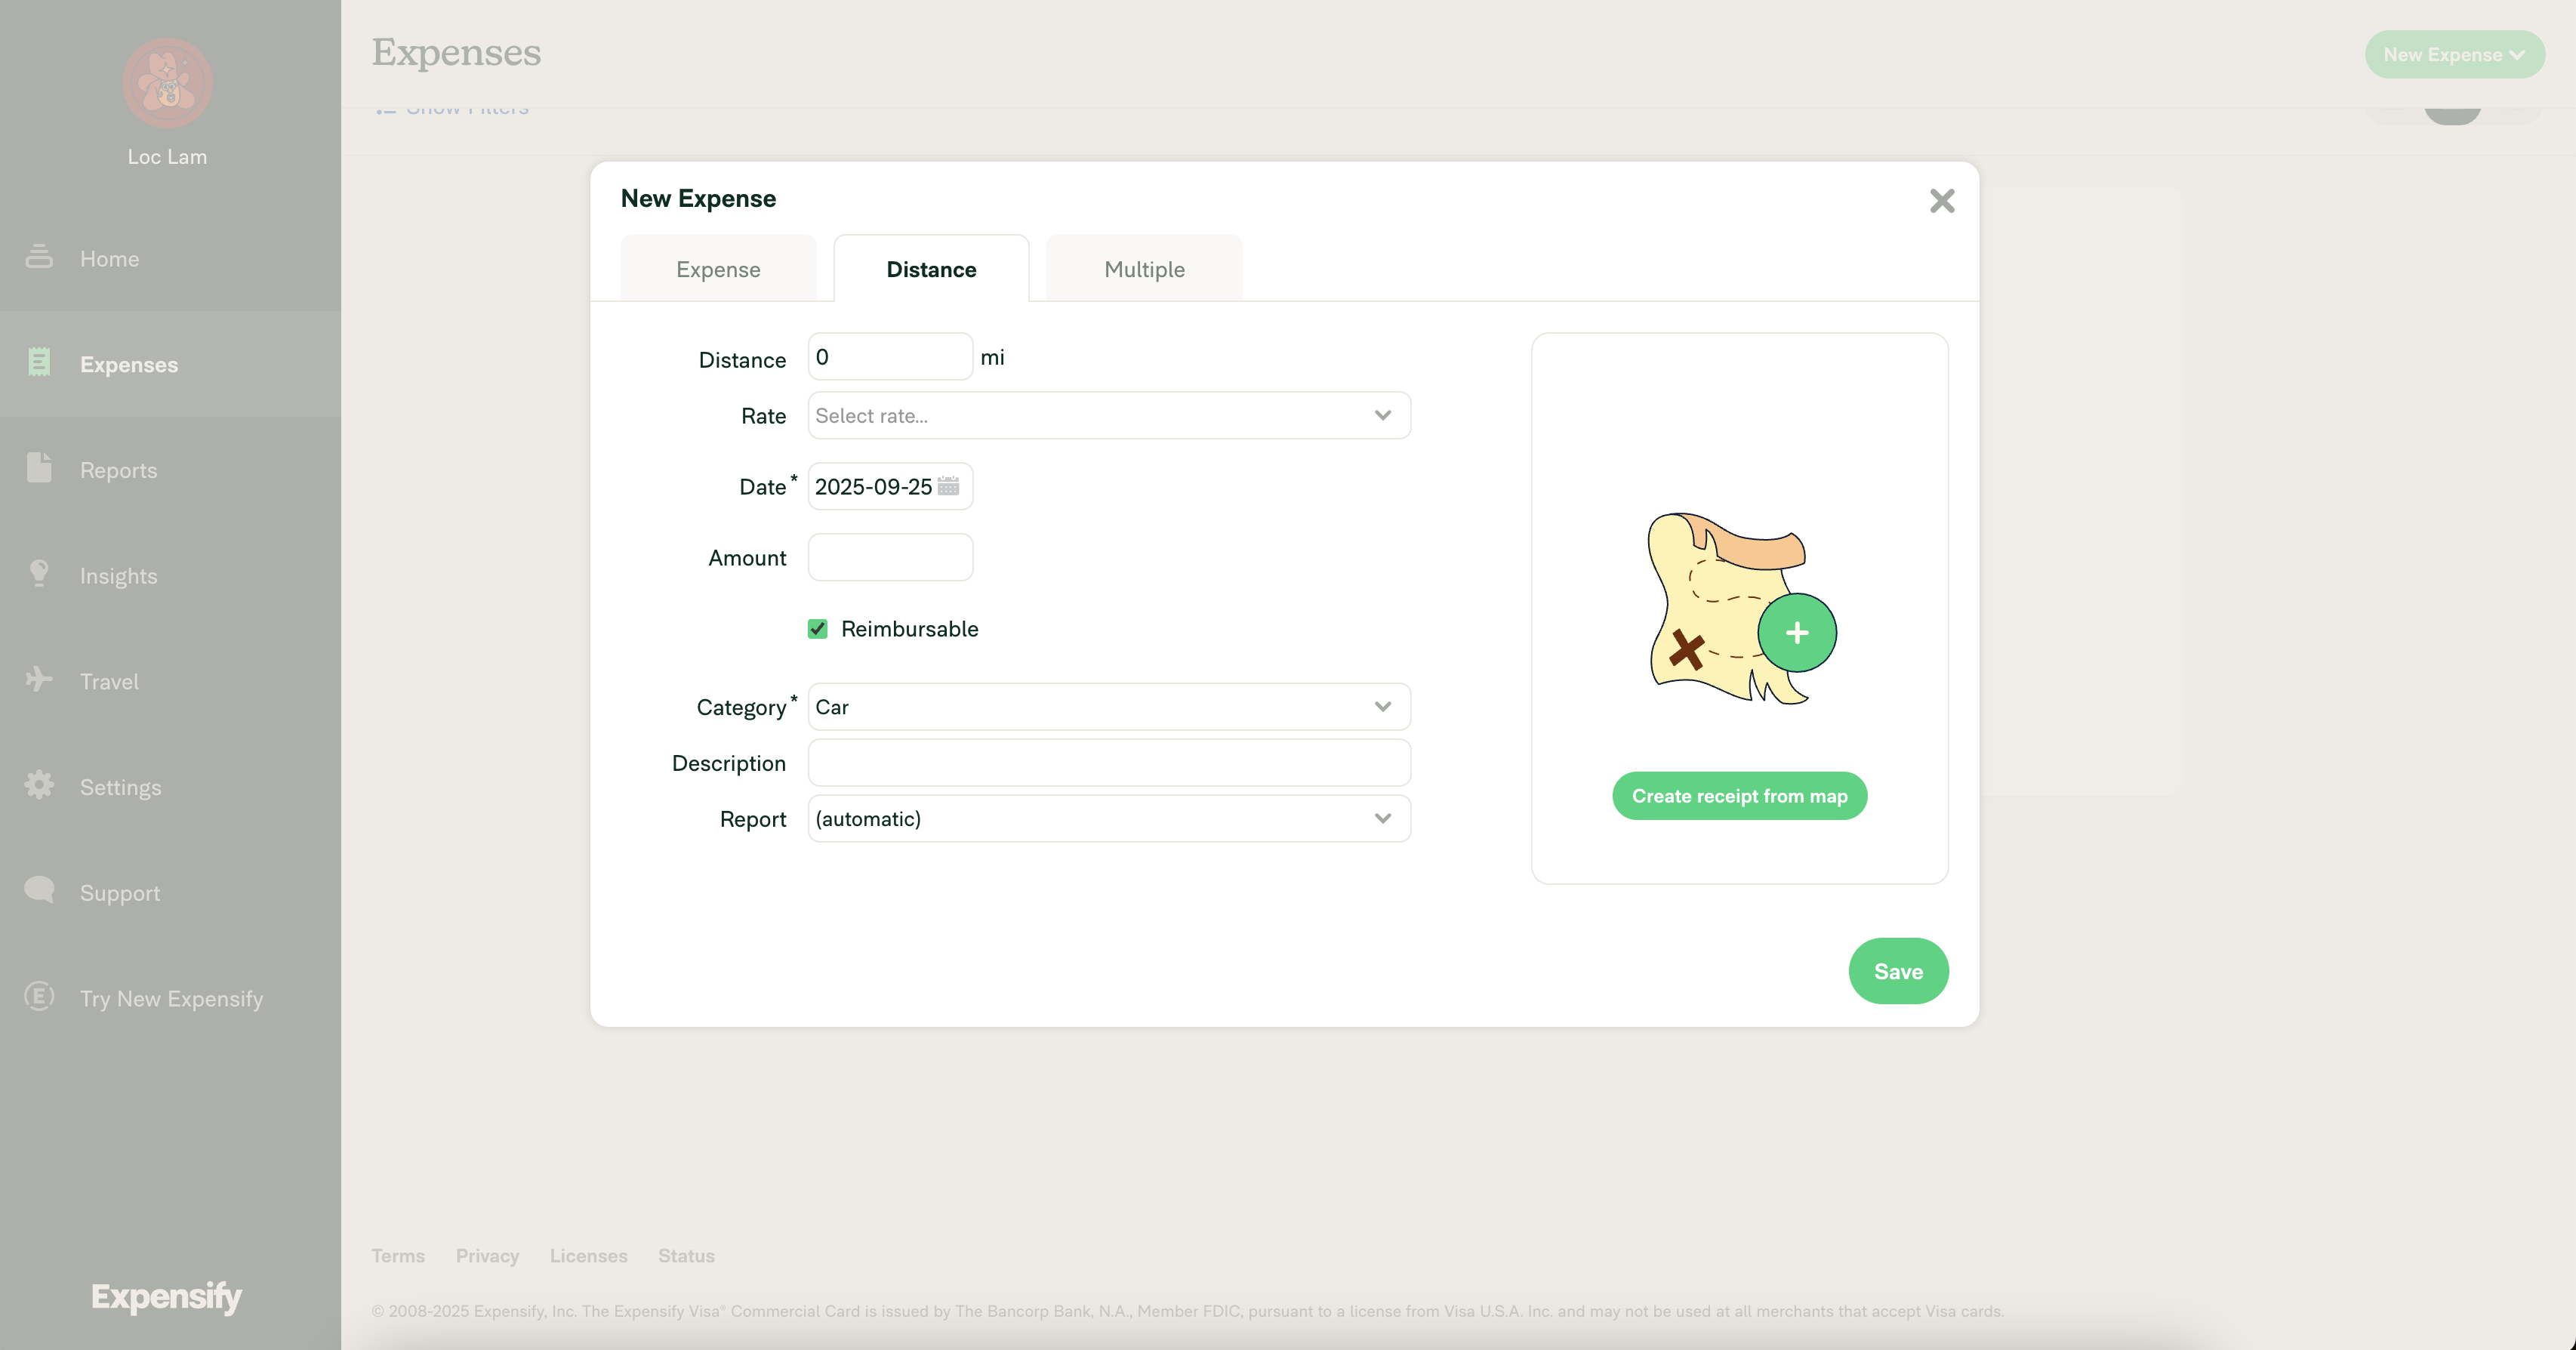 Loc Lam
Home
Expenses
Reports
Insights
Travel
Settings
Support
Try New Expensify
Expensify
Expenses
New Expense
Show Filters
New Expense
Expense
Distance
Multiple
Distance
0
mi
Rate
Select rate...
Date*
2025-09-25
Amount
Reimbursable
Category*
Car
Description
Report
(automatic)
Create receipt from map
Save
Terms
Privacy
Licenses
Status
© 2008-2025 Expensify, Inc. The Expensify Visa® Commercial Card is issued by The Bancorp Bank, N.A., Member FDIC, pursuant to a license from Visa U.S.A. Inc. and may not be used at all merchants that accept Visa cards.